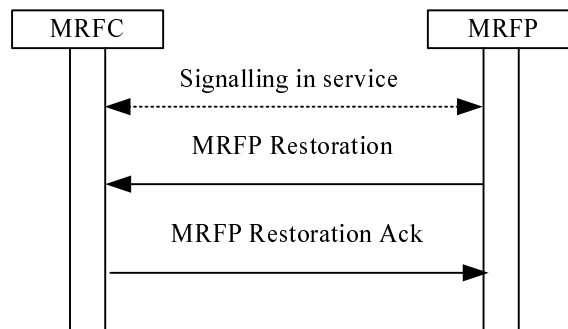 MRFC
MRFP
Signalling in service
MRFP Restoration
MRFP Restoration Ack